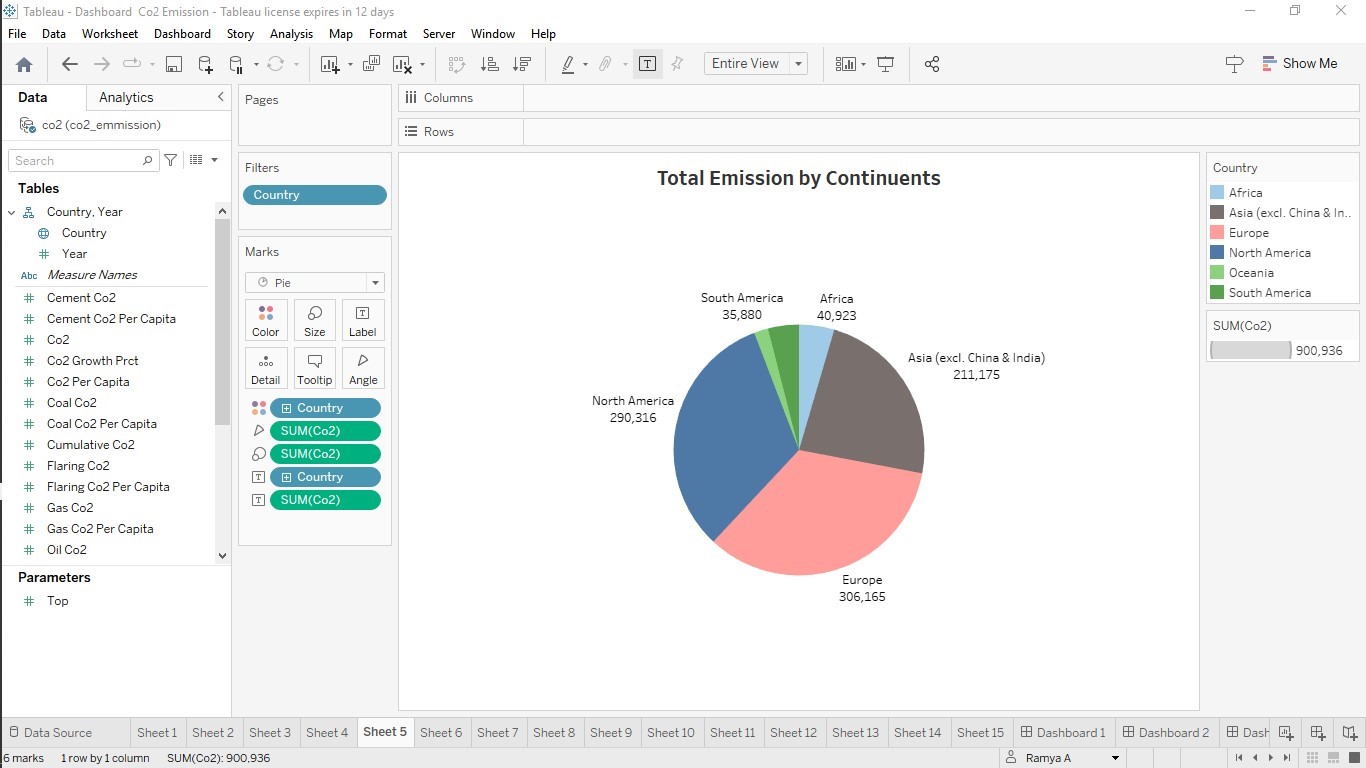 Tableau - Dashboard Co2 Emission - Tableau license expires in 12 days
File Data Worksheet Dashboard Story Analysis Map Format Server Window Help
Entire View
Show Me
Data Analytics
co2 (co2_emmission)
Search
Tables
Country, Year
Country
Year
Abc Measure Names
Cement Co2
Cement Co2 Per Capita
Co2
Co2 Growth Prct
Co2 Per Capita
Coal Co2
Coal Co2 Per Capita
Cumulative Co2
Flaring Co2
Flaring Co2 Per Capita
Gas Co2
Gas Co2 Per Capita
Oil Co2
Parameters
Top
Pages
Filters
Country
Marks
Pie
Color Size Label
Detail Tooltip Angle
Country
SUM(Co2)
SUM(Co2)
Country
SUM(Co2)
Columns
Rows
Total Emission by Continuents
South America
35,880
Africa
40,923
Asia (excl. China & India)
211,175
North America
290,316
Europe
306,165
Country
Africa
Asia (excl. China & In..
Europe
North America
Oceania
South America
SUM(Co2)
900,936
Data Source Sheet 1 Sheet 2 Sheet 3 Sheet 4 Sheet 5 Sheet 6 Sheet 7 Sheet 8 Sheet 9 Sheet 10 Sheet 11 Sheet 12 Sheet 13 Sheet 14 Sheet 15 Dashboard 1 Dashboard 2 Dash
6 marks 1 row by 1 column SUM(Co2): 900,936 Ramya A